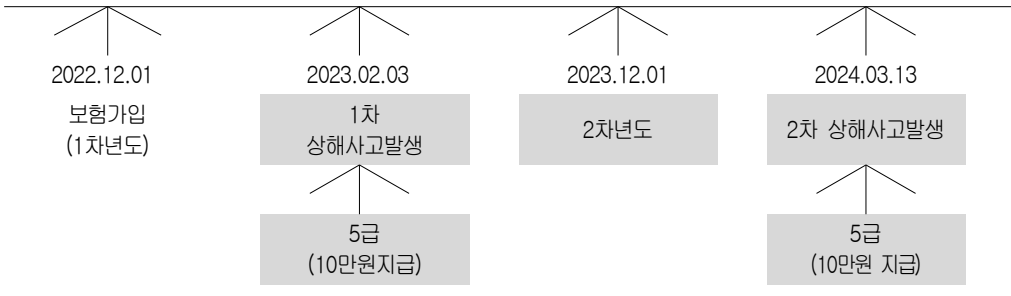 2022.12.01
보험가입
(1차년도)
2023.02.03
1차
상해사고발생
5급
(10만원지급)
2023.12.01
2차년도
2024.03.13
2차 상해사고발생
5급
(10만원 지급)